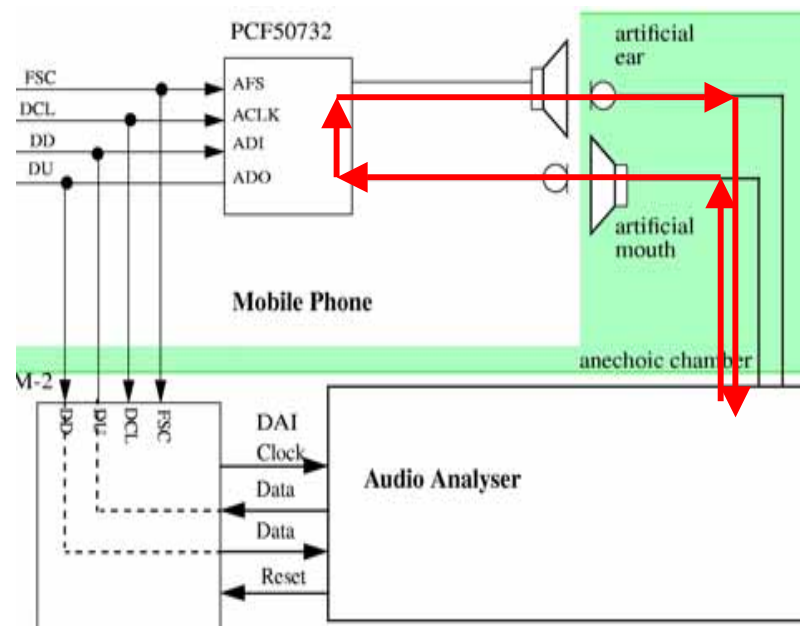 PCF50732
artificial
ear
FSC
AFS
DCL
ACLK
DD
ADI
DU
ADO
artificial
mouth
Mobile Phone
anechoic chamber
M-2
DD
DU
DCL
FSC
DAI
Clock
Data
Audio Analyser
Data
Reset